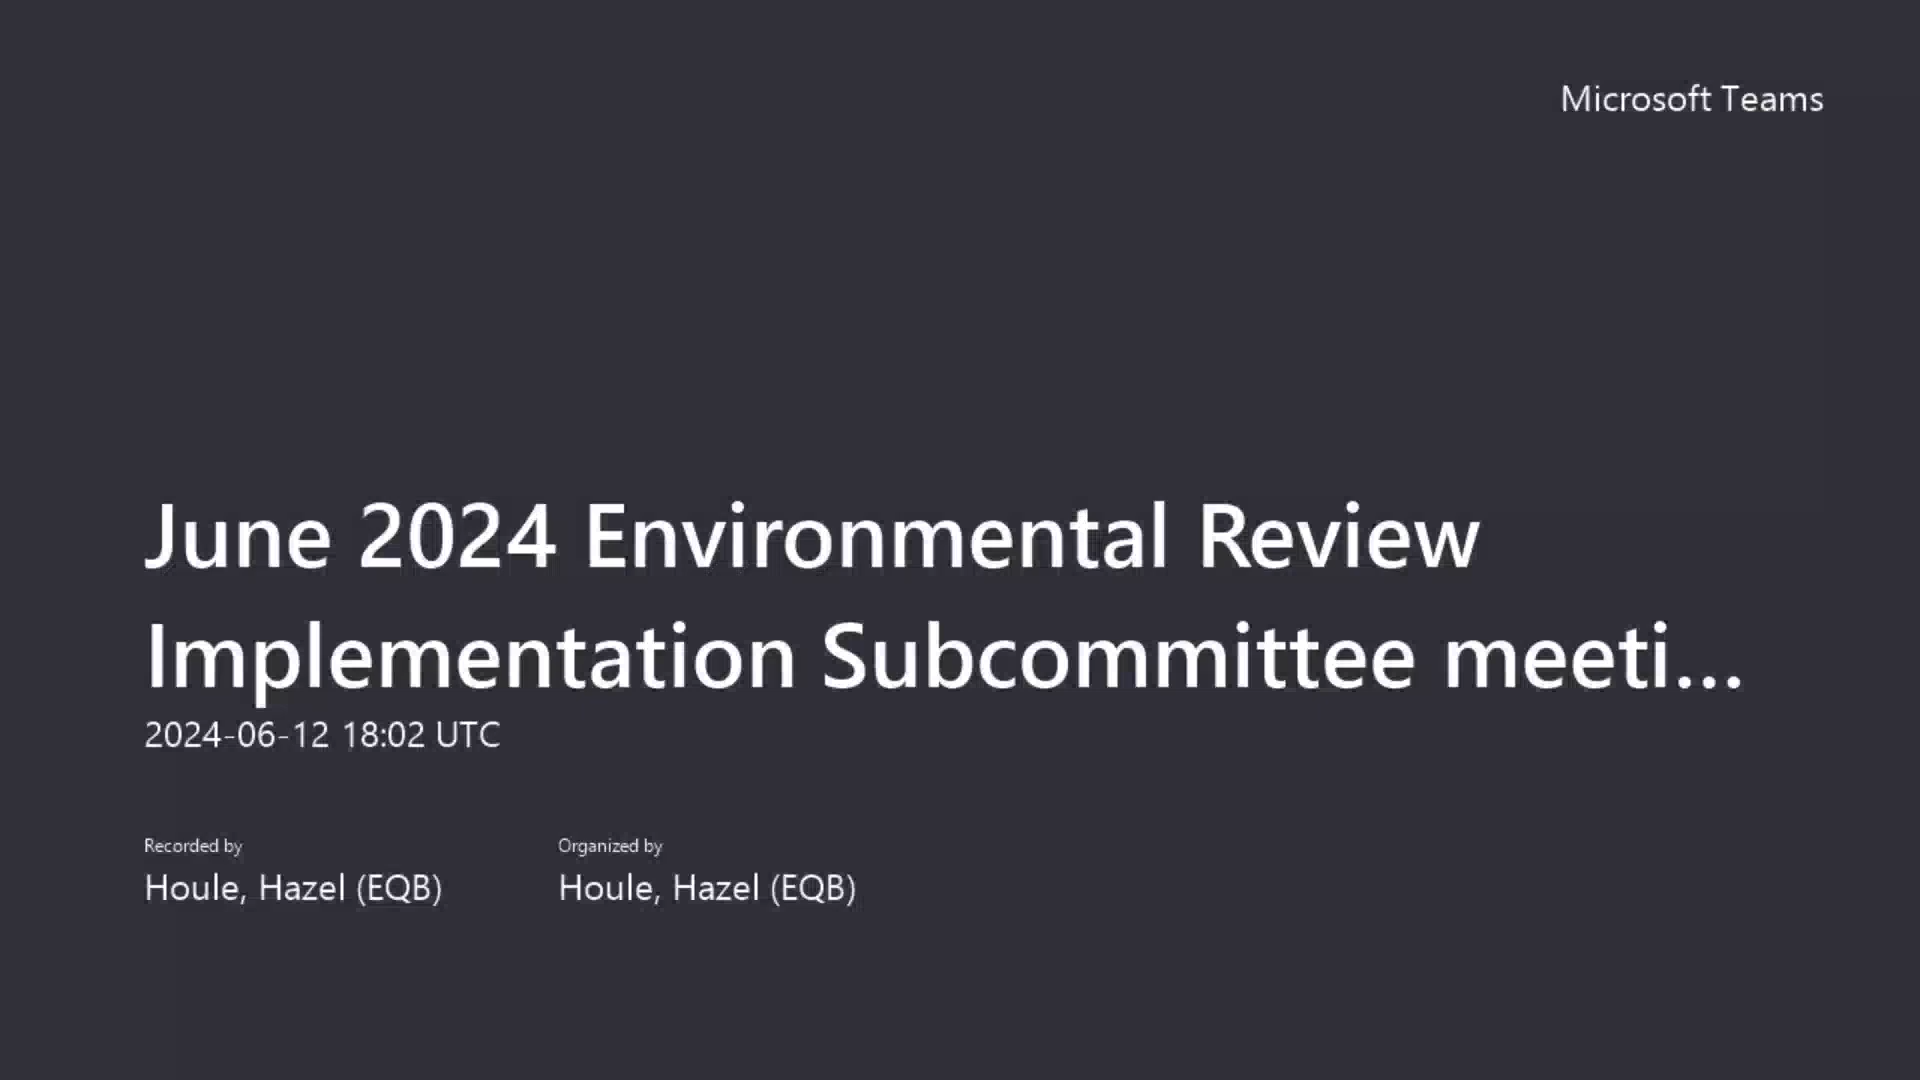 Microsoft Teams
June 2024 Environmental Review
Implementation Subcommittee meeti...
2024-06-12 18:02 UTC
Recorded by
Organized by
Houle, Hazel (EQB)
Houle, Hazel (EQB)